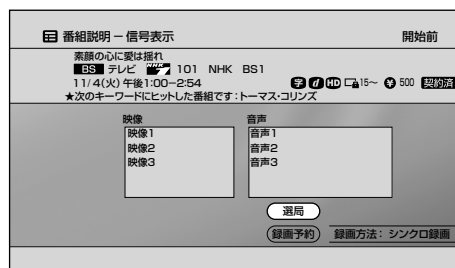 番組説明 − 信号表示 開始前
素顔の心に愛は揺れ
BS テレビ NHK 101 NHK BS1
11/4(火) 午後1:00−2:54 字 d HD 15〜 ¥ 500 契約済
★次のキーワードにヒットした番組です：トーマス・コリンズ
映像 音声
映像1 音声1
映像2 音声2
映像3 音声3
選局
録画予約 録画方法：シンクロ録画